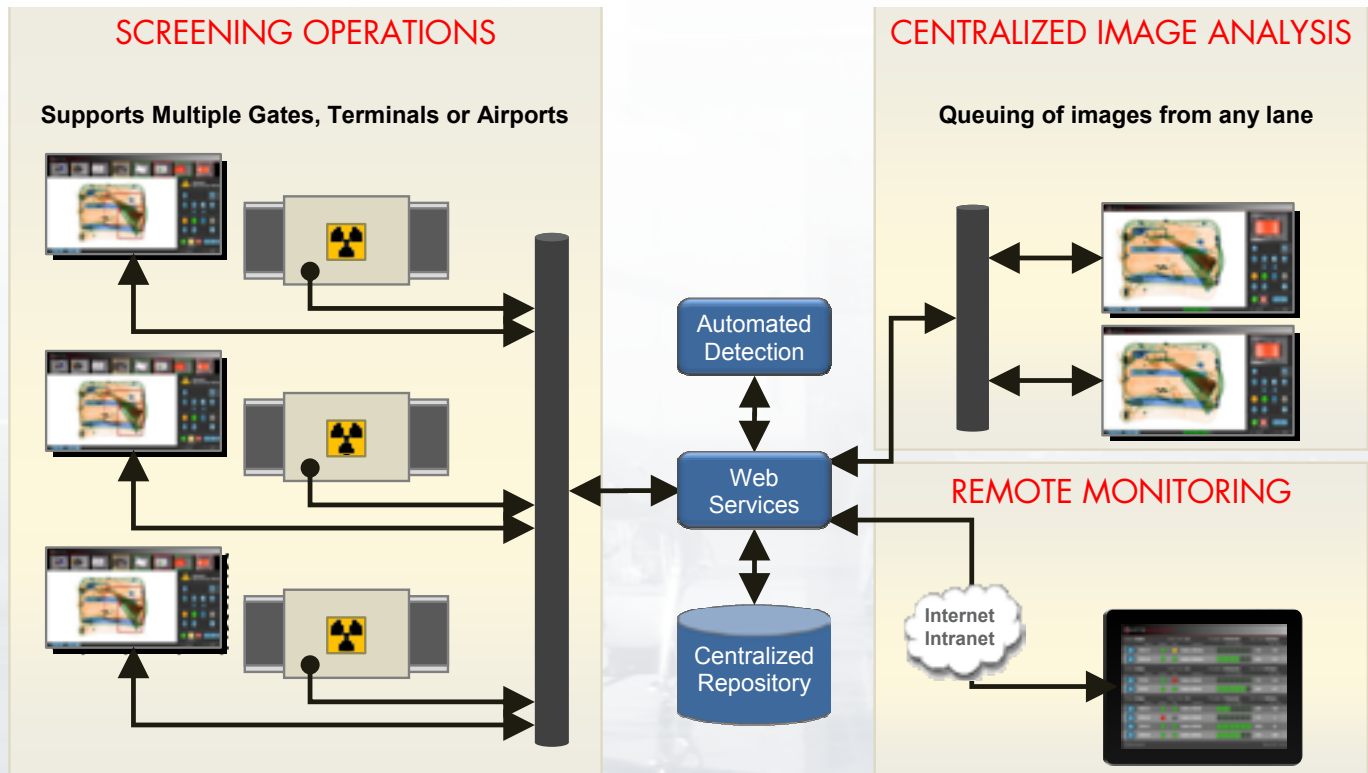 SCREENING OPERATIONS
Supports Multiple Gates, Terminals or Airports
Automated
Detection
Web
Services
Centralized
Repository
CENTRALIZED IMAGE ANALYSIS
Queuing of images from any lane
REMOTE MONITORING
Internet
Intranet